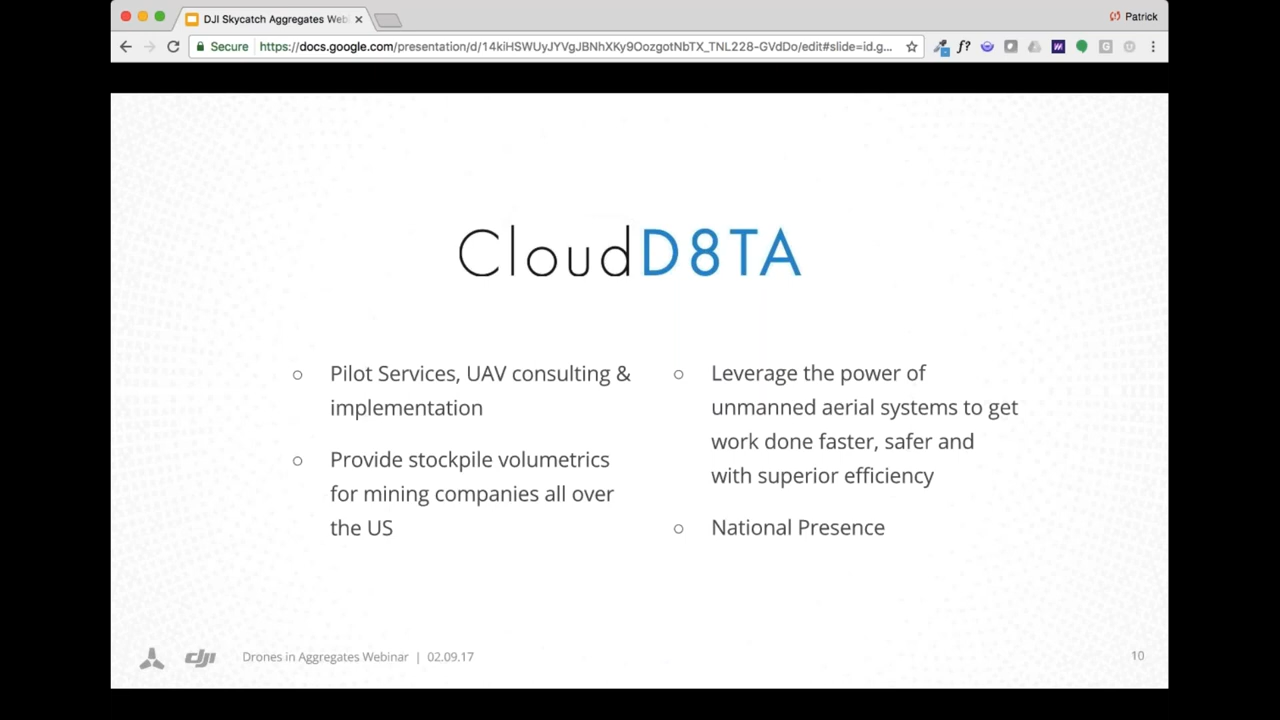 DJI Skycatch Aggregates Web
Patrick
Secure
https://docs.google.com/presentation/d/14kiHSWUyJYVgJBNhXKy9OozgotNbTX_TNL228-GVdDo/edit#slide=id.g...
CloudD8TA
Pilot Services, UAV consulting &
implementation
Provide stockpile volumetrics
for mining companies all over
the US
Leverage the power of
unmanned aerial systems to get
work done faster, safer and
with superior efficiency
National Presence
dji
Drones in Aggregates Webinar | 02.09.17
10